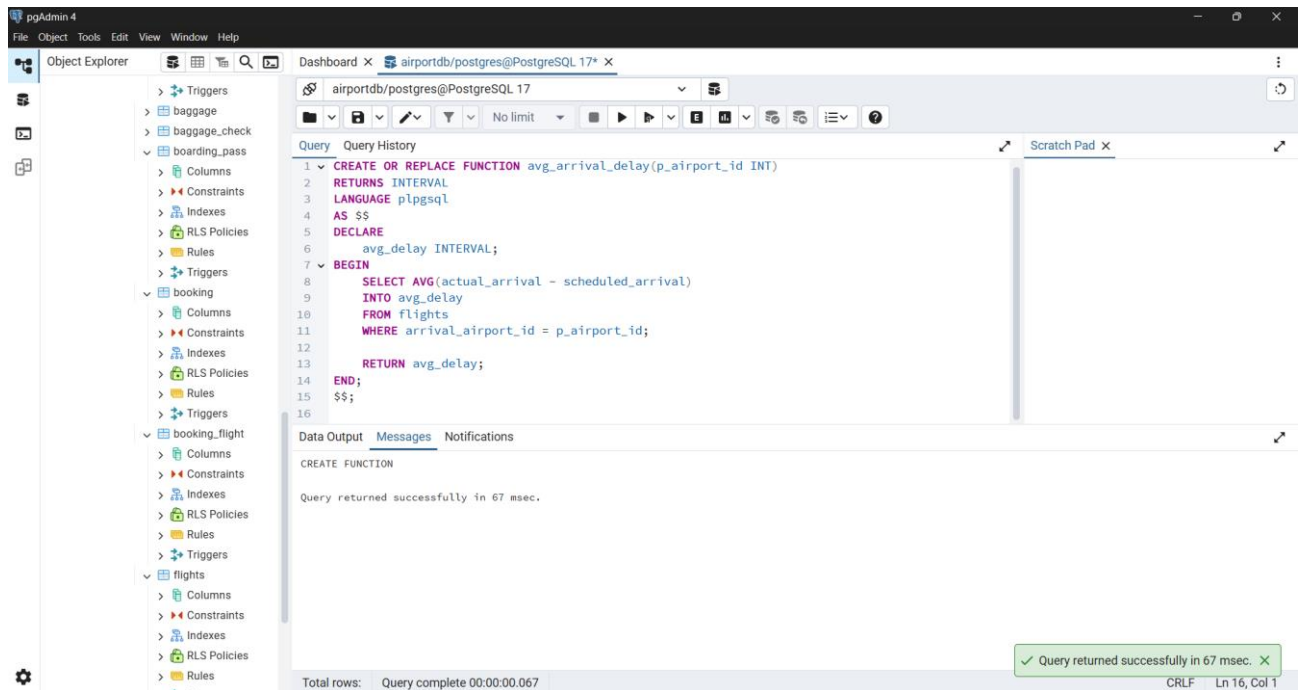 pgAdmin 4
File Object Tools Edit View Window Help
Object Explorer
Triggers
baggage
baggage_check
boarding_pass
Columns
Constraints
Indexes
RLS Policies
Rules
Triggers
booking
Columns
Constraints
Indexes
RLS Policies
Rules
Triggers
booking_flight
Columns
Constraints
Indexes
RLS Policies
Rules
Triggers
flights
Columns
Constraints
Indexes
RLS Policies
Rules
Dashboard airportdb/postgres@PostgreSQL 17*
airportdb/postgres@PostgreSQL 17
No limit
Query Query History
Scratch Pad
1 CREATE OR REPLACE FUNCTION avg_arrival_delay(p_airport_id INT)
2 RETURNS INTERVAL
3 LANGUAGE plpgsql
4 AS $$
5 DECLARE
6 avg_delay INTERVAL;
7 BEGIN
8 SELECT AVG(actual_arrival - scheduled_arrival)
9 INTO avg_delay
10 FROM flights
11 WHERE arrival_airport_id = p_airport_id;
12
13 RETURN avg_delay;
14 END;
15 $$;
16
Data Output Messages Notifications
CREATE FUNCTION
Query returned successfully in 67 msec.
Query returned successfully in 67 msec.
Total rows: Query complete 00:00:00.067
CRLF Ln 16, Col 1